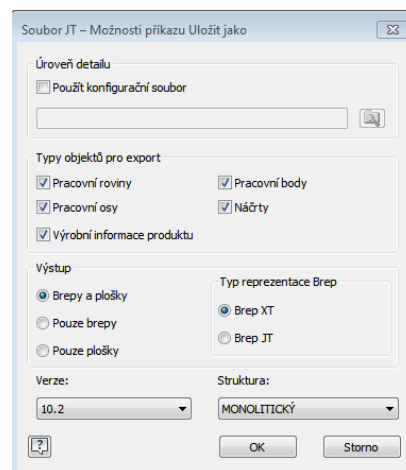 Soubor JT – Možnosti příkazu Uložit jako
Úroveň detailu
Použít konfigurační soubor
Typy objektů pro export
Pracovní roviny
Pracovní body
Pracovní osy
Náčrty
Výrobní informace produktu
Výstup
Typ reprezentace Brep
Brepy a plošky
Brep XT
Pouze brepy
Brep JT
Pouze plošky
Verze:
Struktura:
10.2
MONOLITICKÝ
?
OK
Storno